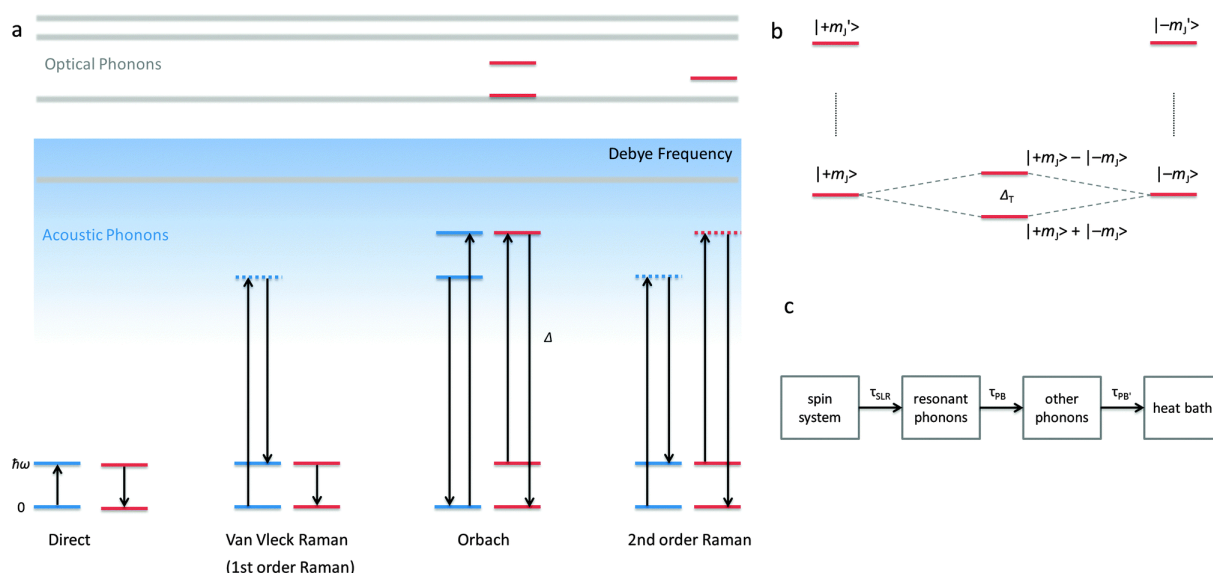 a
Optical Phonons
Debye Frequency
Acoustic Phonons
Δ
ħω
0
Direct
Van Vleck Raman
(1st order Raman)
Orbach
2nd order Raman
b
|+mJ'>
|−mJ'>
|+mJ>
|+mJ> − |−mJ>
|−mJ>
ΔT
|+mJ> + |−mJ>
c
spin
system
τSLR
resonant
phonons
τPB
other
phonons
τPB'
heat bath